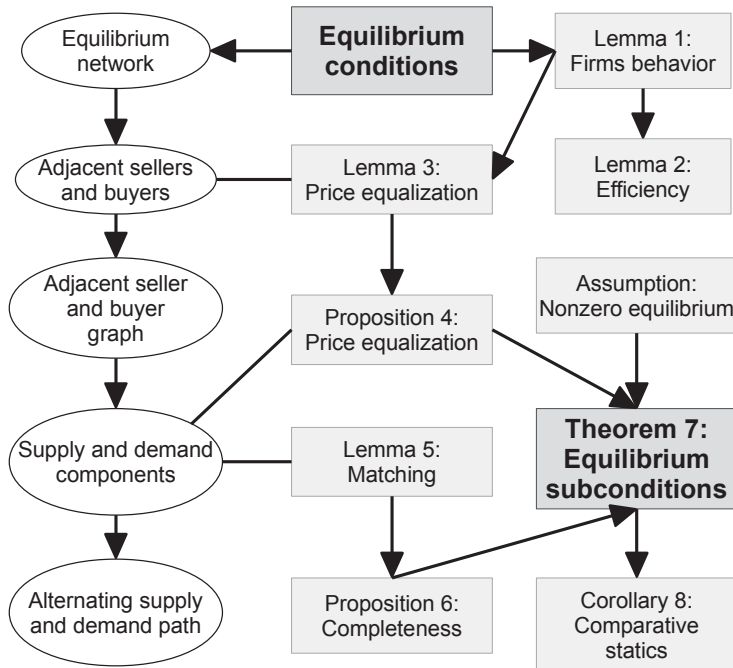 Equilibrium
network
Equilibrium
conditions
Lemma 1:
Firms behavior
Adjacent sellers
and buyers
Lemma 3:
Price equalization
Lemma 2:
Efficiency
Adjacent seller
and buyer
graph
Proposition 4:
Price equalization
Assumption:
Nonzero equilibrium
Supply and demand
components
Lemma 5:
Matching
Theorem 7:
Equilibrium
subconditions
Alternating supply
and demand path
Proposition 6:
Completeness
Corollary 8:
Comparative
statics